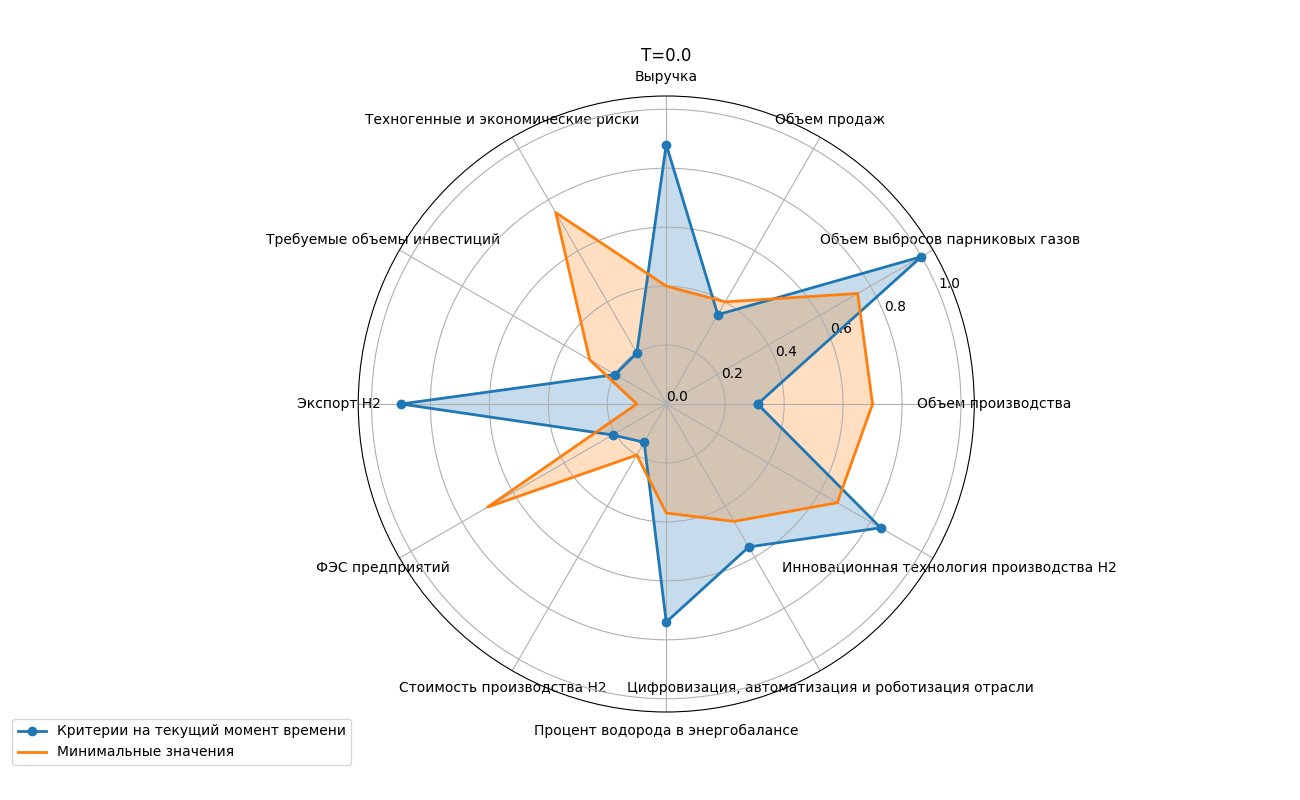 T=0.0
Выручка
Техногенные и экономические риски
Объем продаж
Требуемые объемы инвестиций
Объем выбросов парниковых газов
1.0
0.8
0.6
0.4
0.2
0.0
Экспорт H2
Объем производства
ФЭС предприятий
Инновационная технология производства H2
Стоимость производства H2
Цифровизация, автоматизация и роботизация отрасли
Процент водорода в энергобалансе
Критерии на текущий момент времени
Минимальные значения